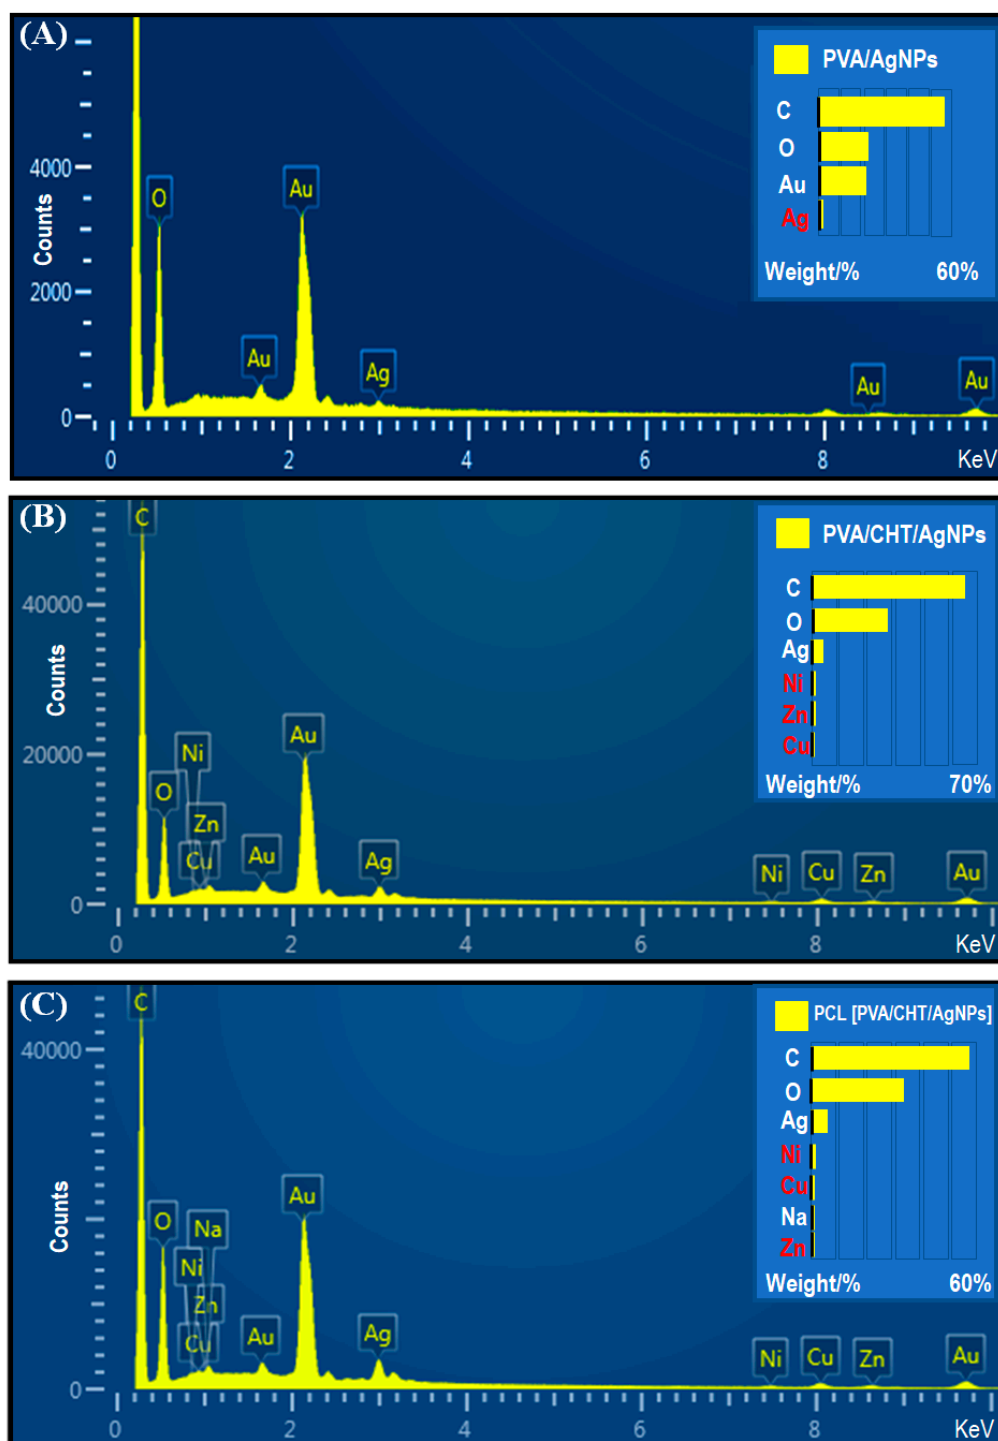 (A)
PVA/AgNPs
C
O
Au
Ag
Weight/% 60%
Counts
4000
2000
0
O
Au
Au
Ag
Au
Au
0 2 4 6 8 KeV
(B)
C
PVA/CHT/AgNPs
C
O
Ag
Ni
Zn
Cu
Weight/% 70%
Counts
40000
20000
0
Ni
O
Zn
Cu
Au
Au
Ag
Ni
Cu
Zn
Au
0 2 4 6 8 KeV
(C)
C
PCL [PVA/CHT/AgNPs]
C
O
Ag
Ni
Cu
Na
Zn
Weight/% 60%
Counts
40000
0
O
Na
Ni
Zn
Cu
Au
Au
Ag
Ni
Cu
Zn
Au
0 2 4 6 8 KeV